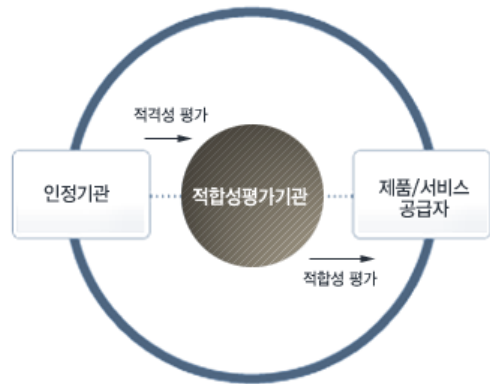 적격성 평가
인정기관
적합성평가기관
제품/서비스
공급자
적합성 평가